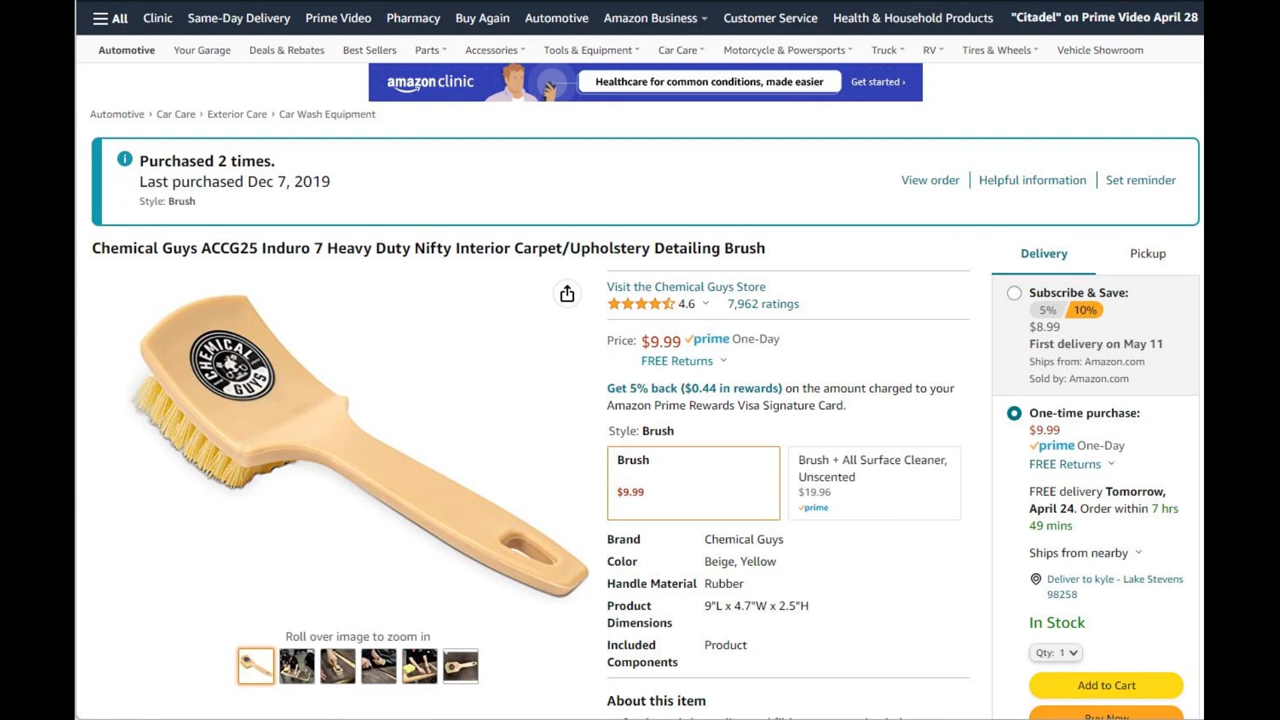 All Clinic Same-Day Delivery Prime Video Pharmacy Buy Again Automotive Amazon Business Customer Service Health & Household Products "Citadel" on Prime Video April 28
Automotive Your Garage Deals & Rebates Best Sellers Parts Accessories Tools & Equipment Car Care Motorcycle & Powersports Truck RV Tires & Wheels Vehicle Showroom
amazon clinic Healthcare for common conditions, made easier Get started ›
Automotive › Car Care › Exterior Care › Car Wash Equipment
Purchased 2 times.
Last purchased Dec 7, 2019
Style: Brush
View order Helpful information Set reminder
Chemical Guys ACCG25 Induro 7 Heavy Duty Nifty Interior Carpet/Upholstery Detailing Brush
CHEMICAL GUYS
Roll over image to zoom in
Visit the Chemical Guys Store
4.6 7,962 ratings
Price: $9.99 prime One-Day
FREE Returns
Get 5% back ($0.44 in rewards) on the amount charged to your
Amazon Prime Rewards Visa Signature Card.
Style: Brush
Brush
$9.99
Brush + All Surface Cleaner,
Unscented
$19.96
prime
Brand Chemical Guys
Color Beige, Yellow
Handle Material Rubber
Product Dimensions 9"L x 4.7"W x 2.5"H
Included Components Product
About this item
Delivery Pickup
Subscribe & Save:
5% 10%
$8.99
First delivery on May 11
Ships from: Amazon.com
Sold by: Amazon.com
One-time purchase:
$9.99
prime One-Day
FREE Returns
FREE delivery Tomorrow,
April 24. Order within 7 hrs
49 mins
Ships from nearby
Deliver to kyle - Lake Stevens
98258
In Stock
Qty: 1
Add to Cart
Buy Now